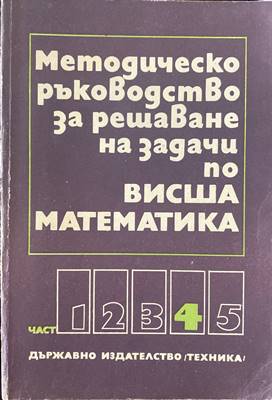 Методическо
ръководство
за решаване
на задачи
по
ВИСША
МАТЕМАТИКА
ЧАСТ 1 2 3 4 5
ДЪРЖАВНО ИЗДАТЕЛСТВО /ТЕХНИКА/